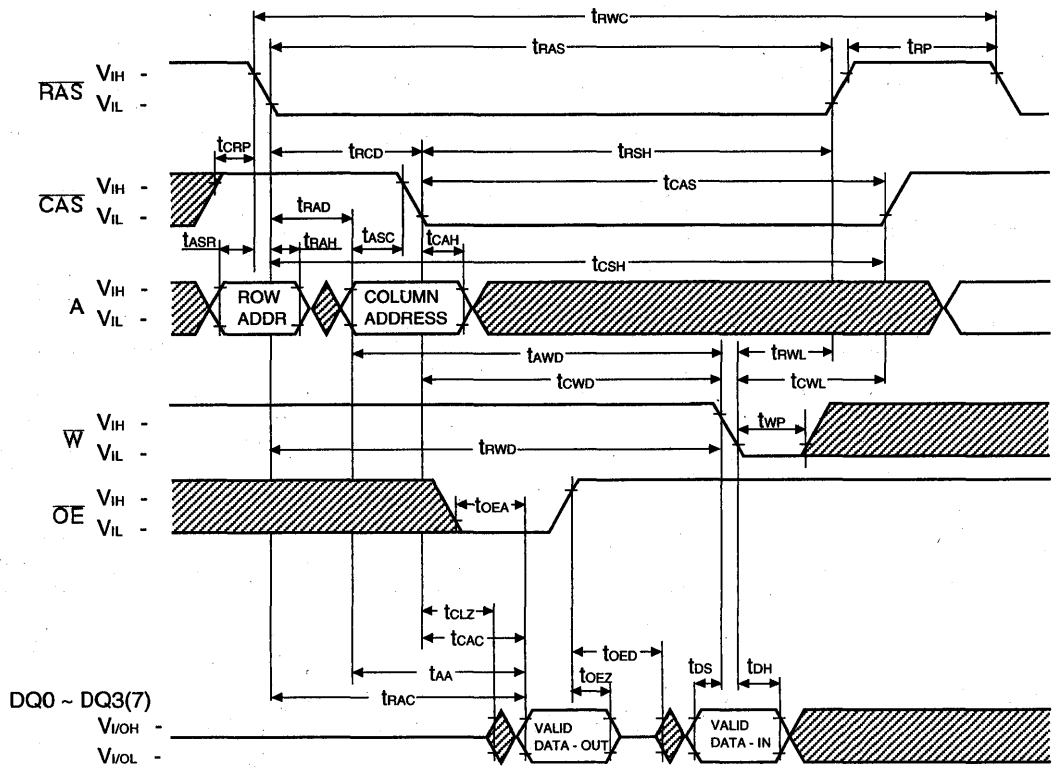 tRWC
tRAS
tRP
RAS
VIH -
VIL -
tCRP
tRCD
tRSH
CAS
VIH -
VIL -
tCAS
tRAD
tASR
tRAH
tASC
tCAH
tCSH
A
VIH -
VIL -
ROW ADDR
COLUMN ADDRESS
tAWD
tRWL
tCWD
tCWL
W
VIH -
VIL -
tWP
tRWD
OE
VIH -
VIL -
tOEA
tCLZ
tCAC
tOED
tAA
tOEZ
tDS
tDH
tRAC
DQ0 ~ DQ3(7)
VI/OH -
VI/OL -
VALID DATA - OUT
VALID DATA - IN